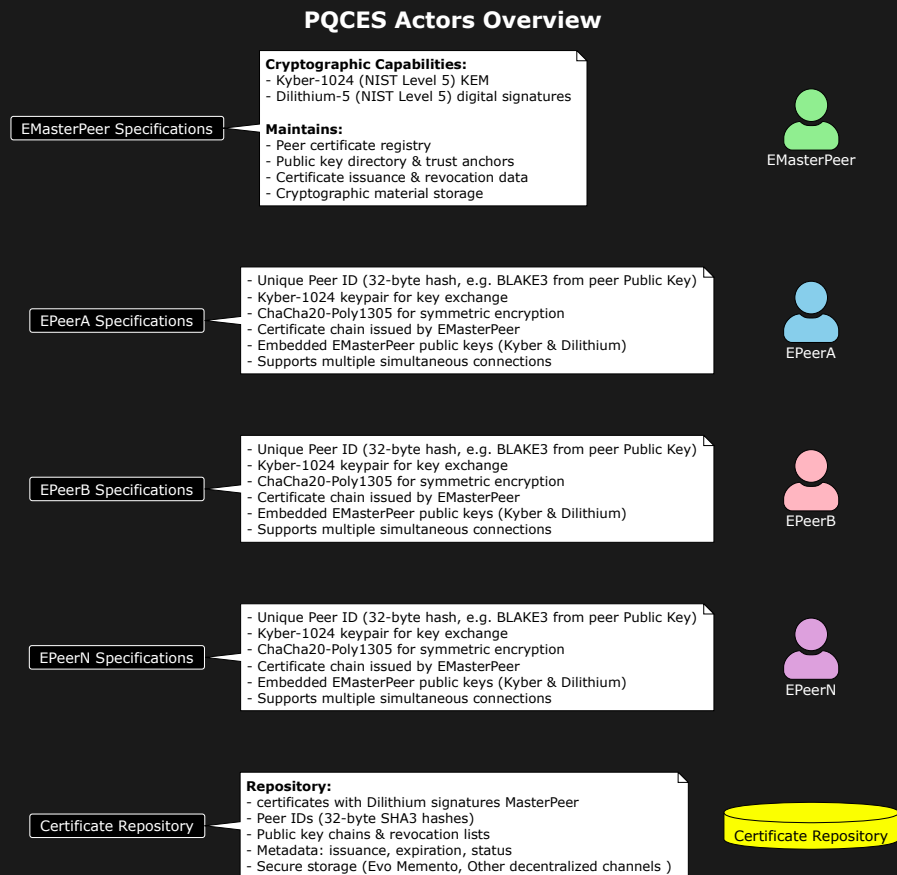 PQCES Actors Overview
Cryptographic Capabilities:
- Kyber-1024 (NIST Level 5) KEM
- Dilithium-5 (NIST Level 5) digital signatures
EMasterPeer Specifications
Maintains:
- Peer certificate registry
- Public key directory & trust anchors
- Certificate issuance & revocation data
- Cryptographic material storage
EMasterPeer
EPeerA Specifications
- Unique Peer ID (32-byte hash, e.g. BLAKE3 from peer Public Key)
- Kyber-1024 keypair for key exchange
- ChaCha20-Poly1305 for symmetric encryption
- Certificate chain issued by EMasterPeer
- Embedded EMasterPeer public keys (Kyber & Dilithium)
- Supports multiple simultaneous connections
EPeerA
EPeerB Specifications
- Unique Peer ID (32-byte hash, e.g. BLAKE3 from peer Public Key)
- Kyber-1024 keypair for key exchange
- ChaCha20-Poly1305 for symmetric encryption
- Certificate chain issued by EMasterPeer
- Embedded EMasterPeer public keys (Kyber & Dilithium)
- Supports multiple simultaneous connections
EPeerB
EPeerN Specifications
- Unique Peer ID (32-byte hash, e.g. BLAKE3 from peer Public Key)
- Kyber-1024 keypair for key exchange
- ChaCha20-Poly1305 for symmetric encryption
- Certificate chain issued by EMasterPeer
- Embedded EMasterPeer public keys (Kyber & Dilithium)
- Supports multiple simultaneous connections
EPeerN
Certificate Repository
Repository:
- certificates with Dilithium signatures MasterPeer
- Peer IDs (32-byte SHA3 hashes)
- Public key chains & revocation lists
- Metadata: issuance, expiration, status
- Secure storage (Evo Memento, Other decentralized channels )
Certificate Repository